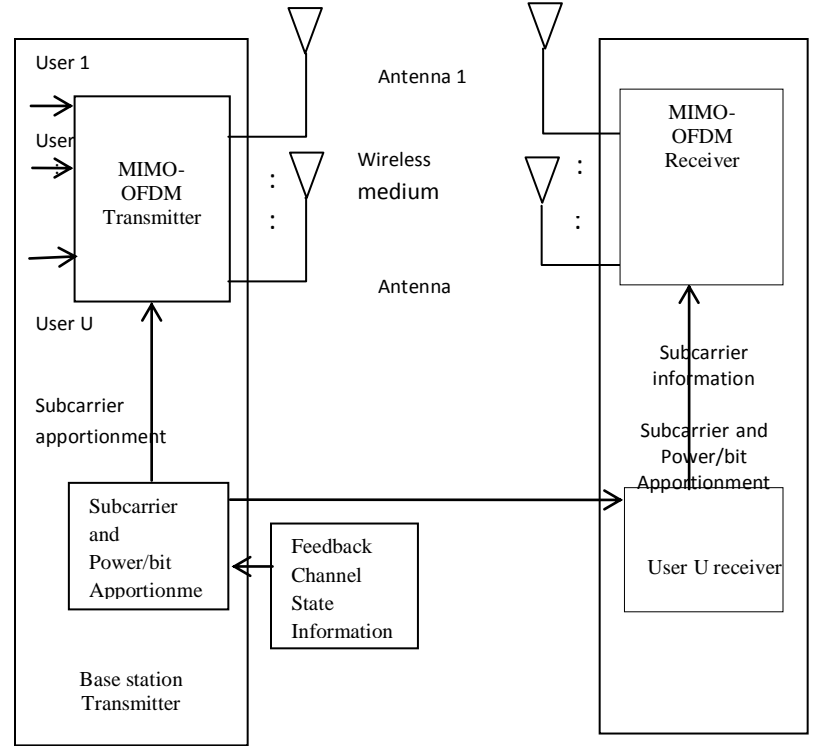 User 1
User
:
User U
MIMO-
OFDM
Transmitter
Subcarrier
apportionment
Subcarrier
and
Power/bit
Apportionme
Base station
Transmitter
Feedback
Channel
State
Information
:
:
Antenna 1
Wireless
medium
Antenna
:
:
MIMO-
OFDM
Receiver
Subcarrier
information
Subcarrier and
Power/bit
Apportionment
User U receiver